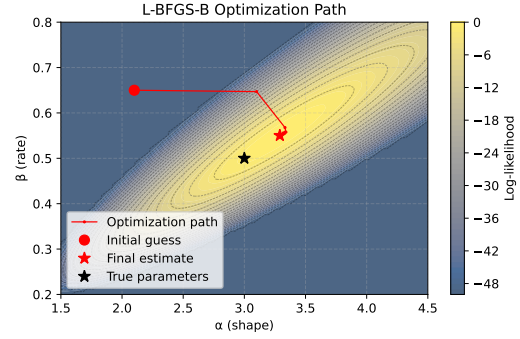 L-BFGS-B Optimization Path
β (rate)
0.8
0.7
0.6
0.5
0.4
0.3
0.2
Optimization path
Initial guess
Final estimate
True parameters
1.5 2.0 2.5 3.0 3.5 4.0 4.5
α (shape)
0
−6
−12
−18
−24
−30
−36
−42
−48
Log-likelihood